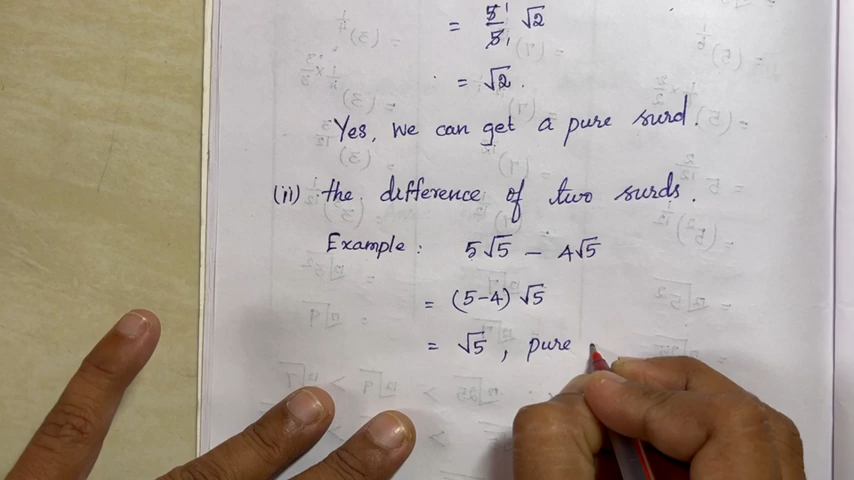 = 5/5 √2
= √2.
Yes, we can get a pure surd.
(ii) the difference of two surds.
Example : 5√5 − 4√5
= (5−4) √5
= √5 , pure